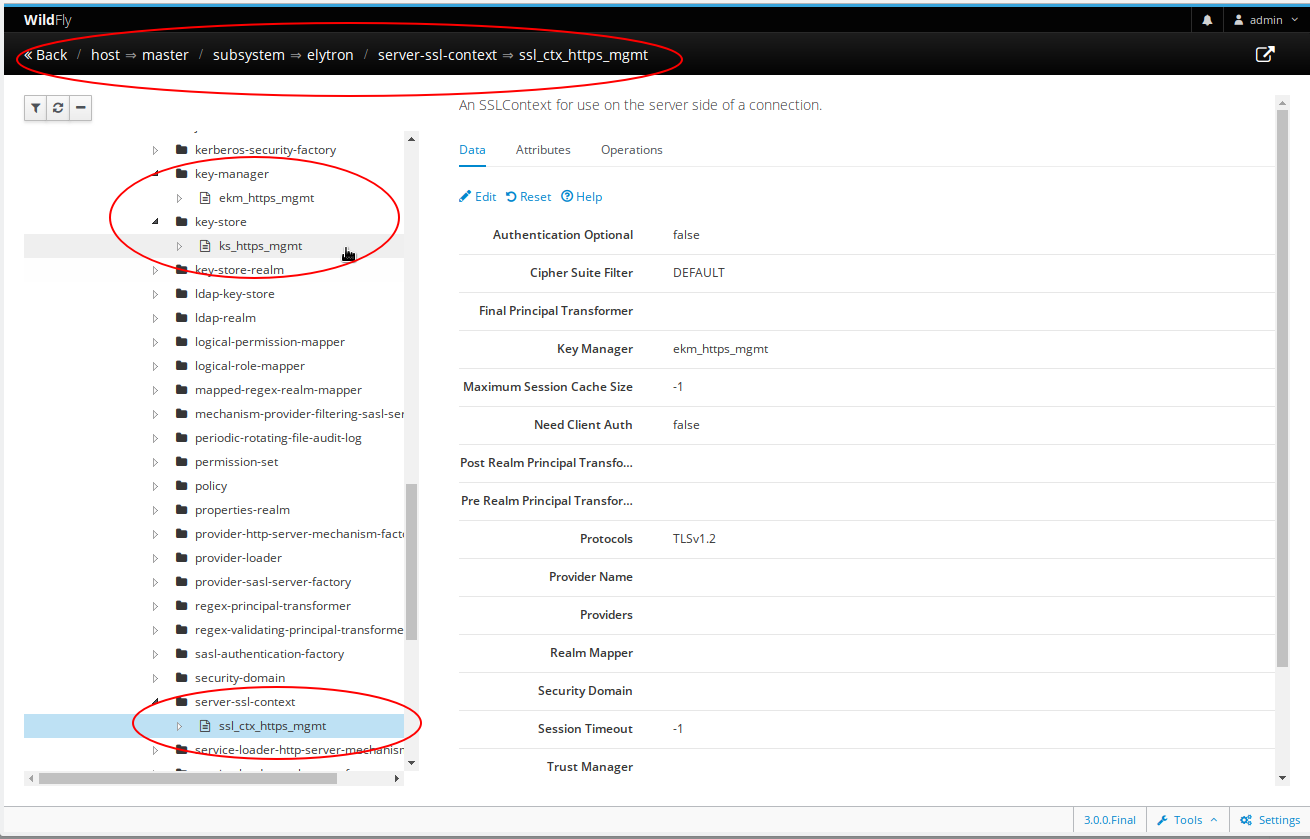 WildFly
admin
« Back / host ⇒ master / subsystem ⇒ elytron / server-ssl-context ⇒ ssl_ctx_https_mgmt
kerberos-security-factory
key-manager
ekm_https_mgmt
key-store
ks_https_mgmt
key-store-realm
ldap-key-store
ldap-realm
logical-permission-mapper
logical-role-mapper
mapped-regex-realm-mapper
mechanism-provider-filtering-sasl-ser
periodic-rotating-file-audit-log
permission-set
policy
properties-realm
provider-http-server-mechanism-facto
provider-loader
provider-sasl-server-factory
regex-principal-transformer
regex-validating-principal-transforme
sasl-authentication-factory
security-domain
server-ssl-context
ssl_ctx_https_mgmt
service-loader-http-server-mechanism
An SSLContext for use on the server side of a connection.
Data Attributes Operations
Edit Reset Help
Authentication Optional false
Cipher Suite Filter DEFAULT
Final Principal Transformer
Key Manager ekm_https_mgmt
Maximum Session Cache Size -1
Need Client Auth false
Post Realm Principal Transfo...
Pre Realm Principal Transfor...
Protocols TLSv1.2
Provider Name
Providers
Realm Mapper
Security Domain
Session Timeout -1
Trust Manager
3.0.0.Final Tools Settings